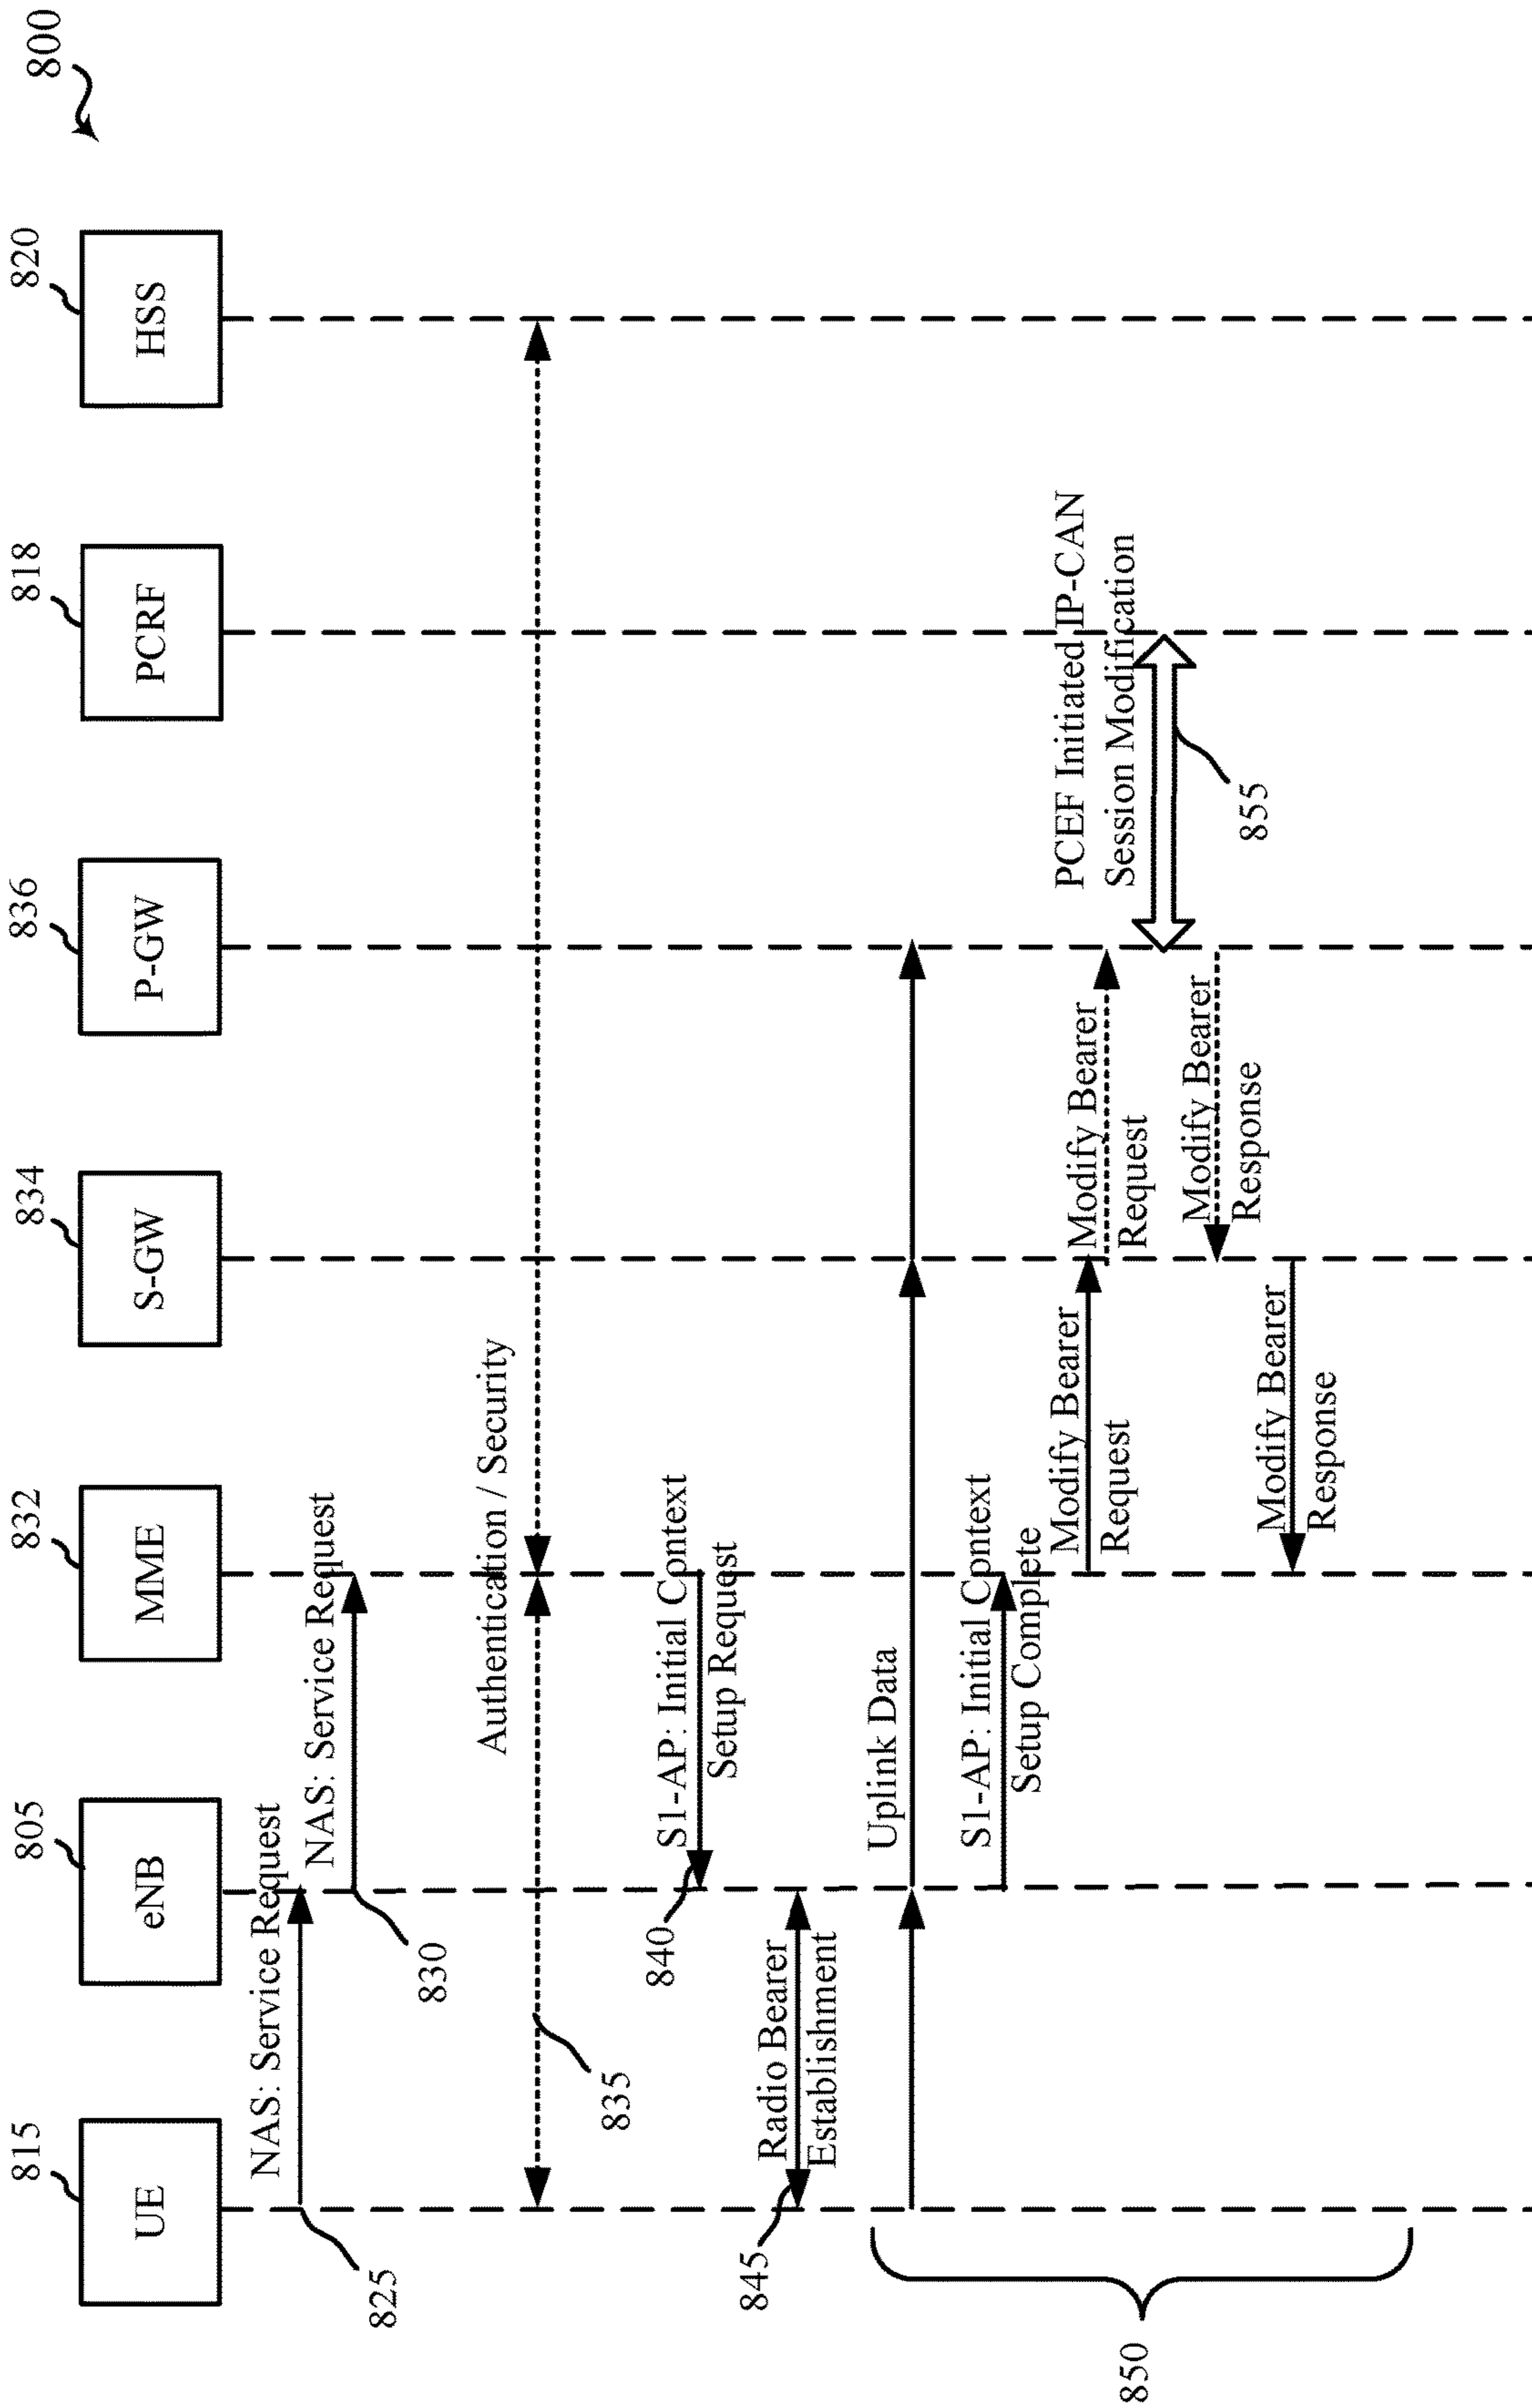 800
815
805
832
834
836
818
820
UE
eNB
MME
S-GW
P-GW
PCRF
HSS
NAS: Service Request
825
NAS: Service Request
830
Authentication / Security
835
S1-AP: Initial Context
Setup Request
840
Radio Bearer
Establishment
845
Uplink Data
S1-AP: Initial Context
Setup Complete
Modify Bearer
Request
Modify Bearer
Request
PCEF Initiated IP-CAN
Session Modification
855
Modify Bearer
Response
Modify Bearer
Response
850